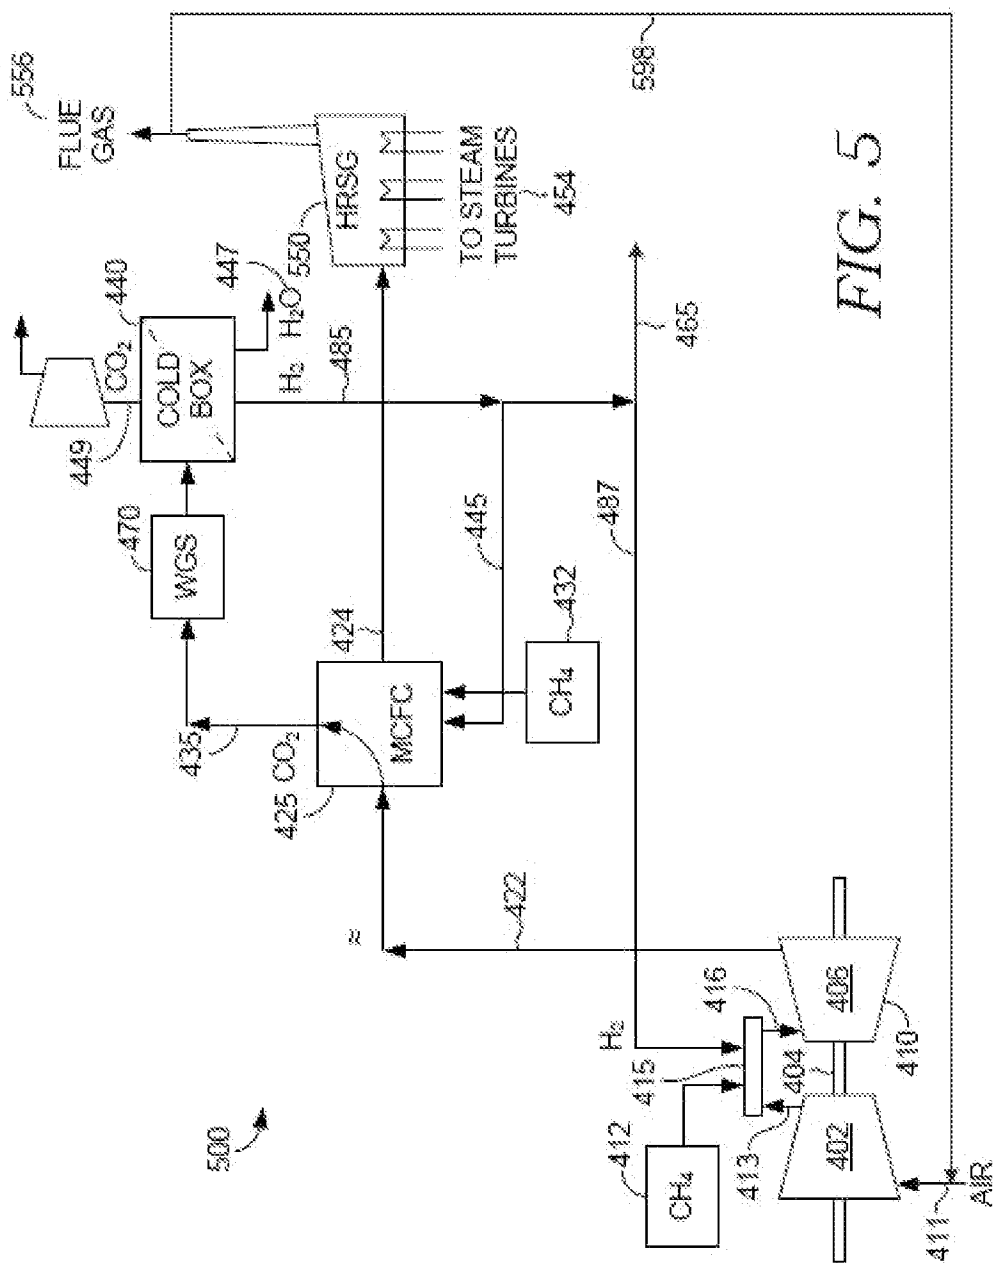 500
CH₄
412
AIR
411
402
413
415
404
H₂
416
406
410
422
≈
425
CO₂
435
MCFC
424
CH₄
432
445
WGS
470
449
CO₂
COLD
BOX
440
H₂
H₂O
447
485
487
465
550
HRSG
TO STEAM
TURBINES
454
FLUE
GAS
556
598
FIG. 5